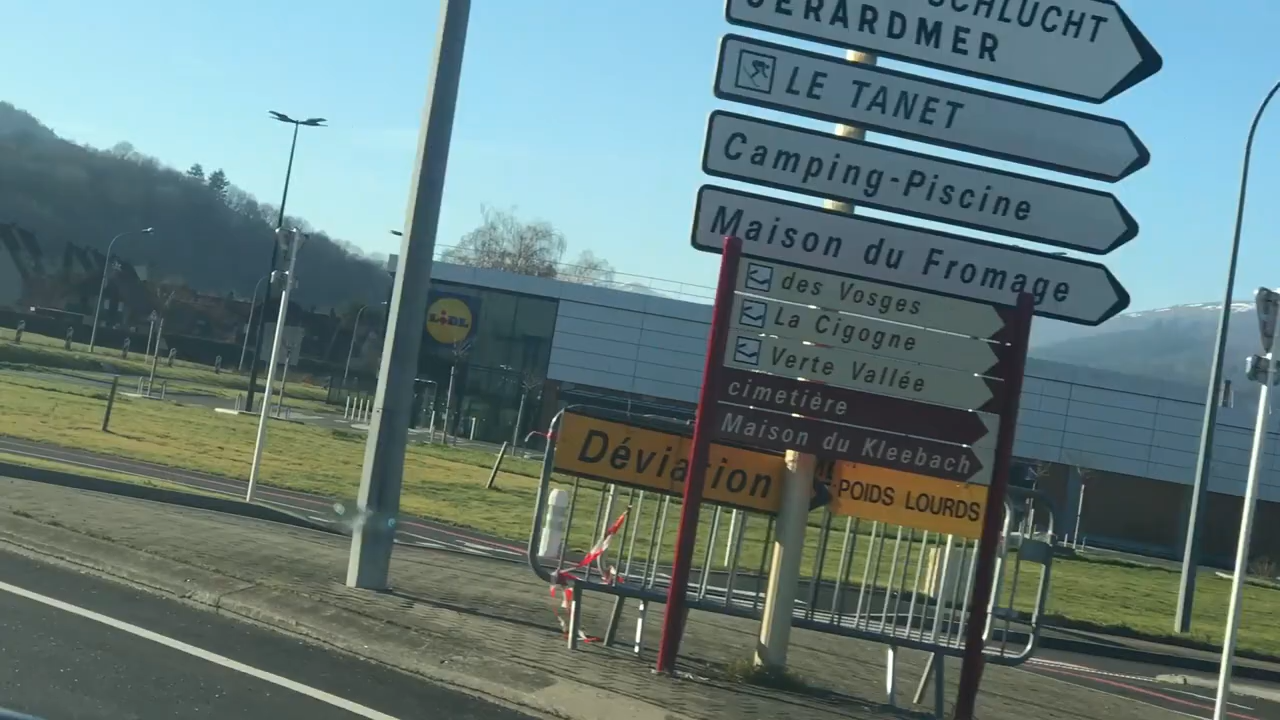 SCHLUCHT
GERARDMER
LE TANET
Camping-Piscine
Maison du Fromage
des Vosges
La Cigogne
Verte Vallée
cimetière
Maison du Kleebach
Déviation
POIDS LOURDS
LIDL